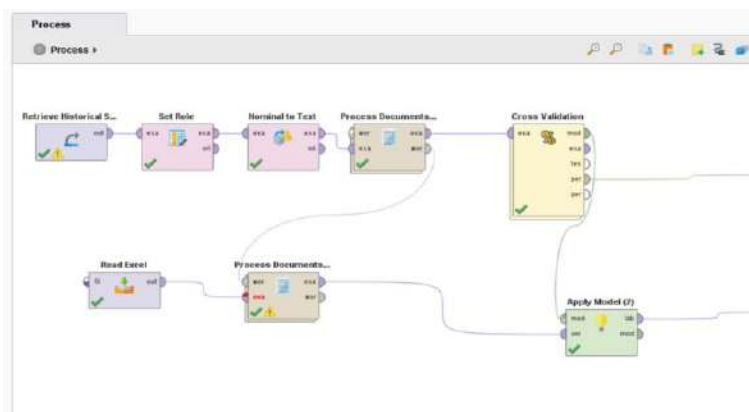 Process
Process
Retrieve Historical S...
out
Set Role
exa
exa
ori
Nominal to Text
exa
exa
ori
Process Documents...
wor
exa
exa
wor
Cross Validation
exa
mod
exa
tes
per
per
Read Excel
fil
out
Process Documents...
wor
exa
exa
wor
Apply Model (2)
mod
lab
unl
mod